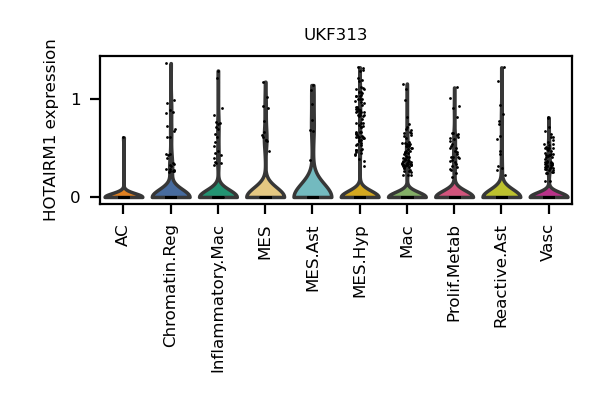 UKF313
HOTAIRM1 expression
1
0
AC
Chromatin.Reg
Inflammatory.Mac
MES
MES.Ast
MES.Hyp
Mac
Prolif.Metab
Reactive.Ast
Vasc